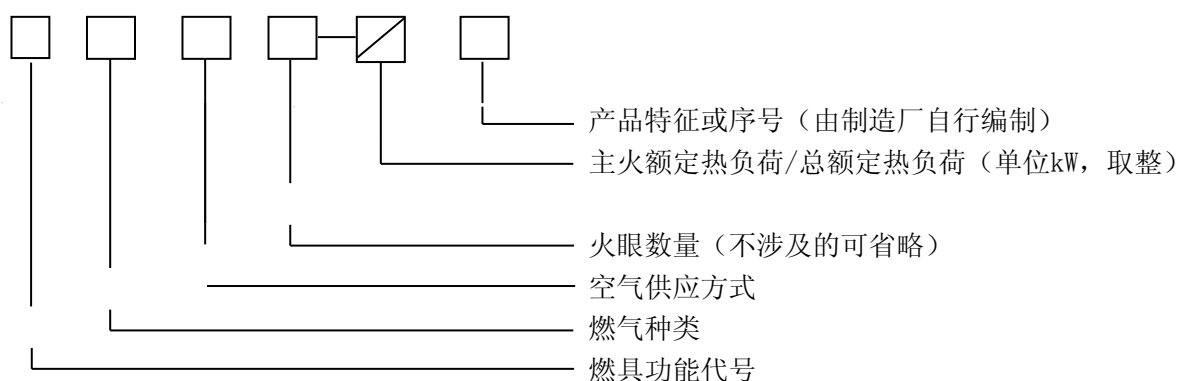 产品特征或序号（由制造厂自行编制）
主火额定热负荷/总额定热负荷（单位kW，取整）
火眼数量（不涉及的可省略）
空气供应方式
燃气种类
燃具功能代号